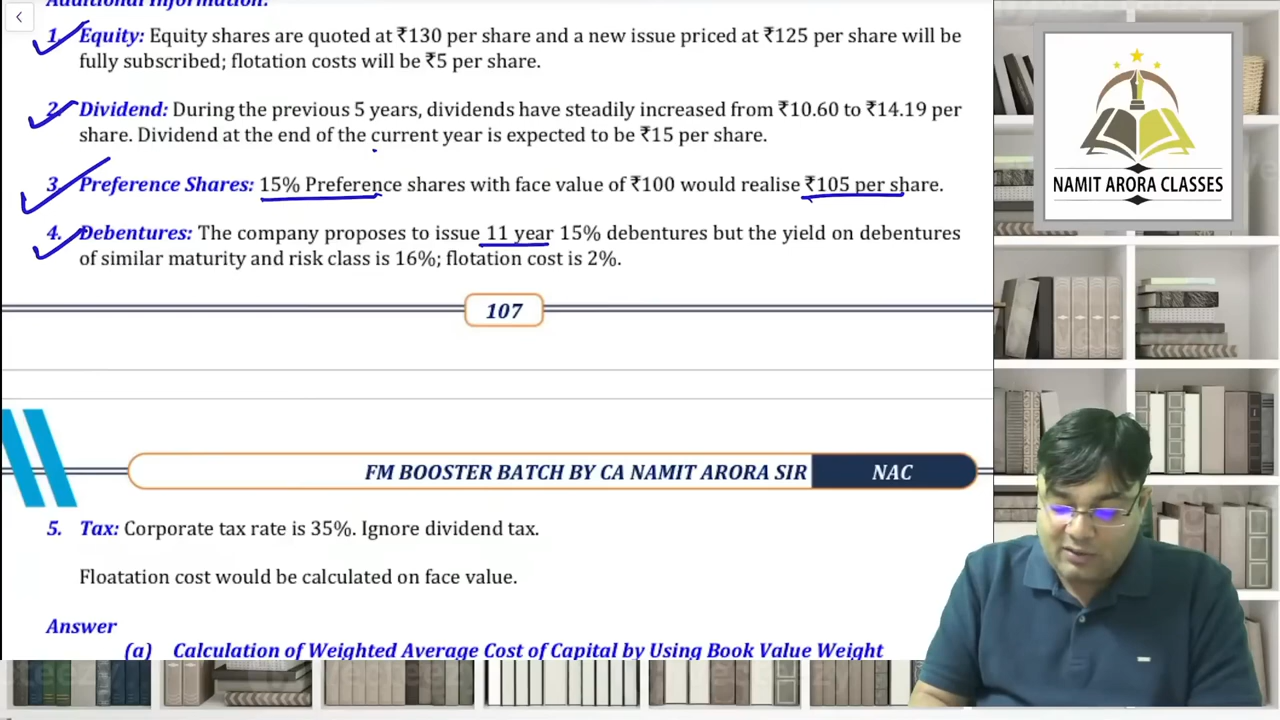 Additional Information:
1. Equity: Equity shares are quoted at ₹130 per share and a new issue priced at ₹125 per share will be
fully subscribed; flotation costs will be ₹5 per share.
2. Dividend: During the previous 5 years, dividends have steadily increased from ₹10.60 to ₹14.19 per
share. Dividend at the end of the current year is expected to be ₹15 per share.
3. Preference Shares: 15% Preference shares with face value of ₹100 would realise ₹105 per share.
4. Debentures: The company proposes to issue 11 year 15% debentures but the yield on debentures
of similar maturity and risk class is 16%; flotation cost is 2%.
107
FM BOOSTER BATCH BY CA NAMIT ARORA SIR NAC
5. Tax: Corporate tax rate is 35%. Ignore dividend tax.
Floatation cost would be calculated on face value.
Answer
(a) Calculation of Weighted Average Cost of Capital by Using Book Value Weight
NAMIT ARORA CLASSES